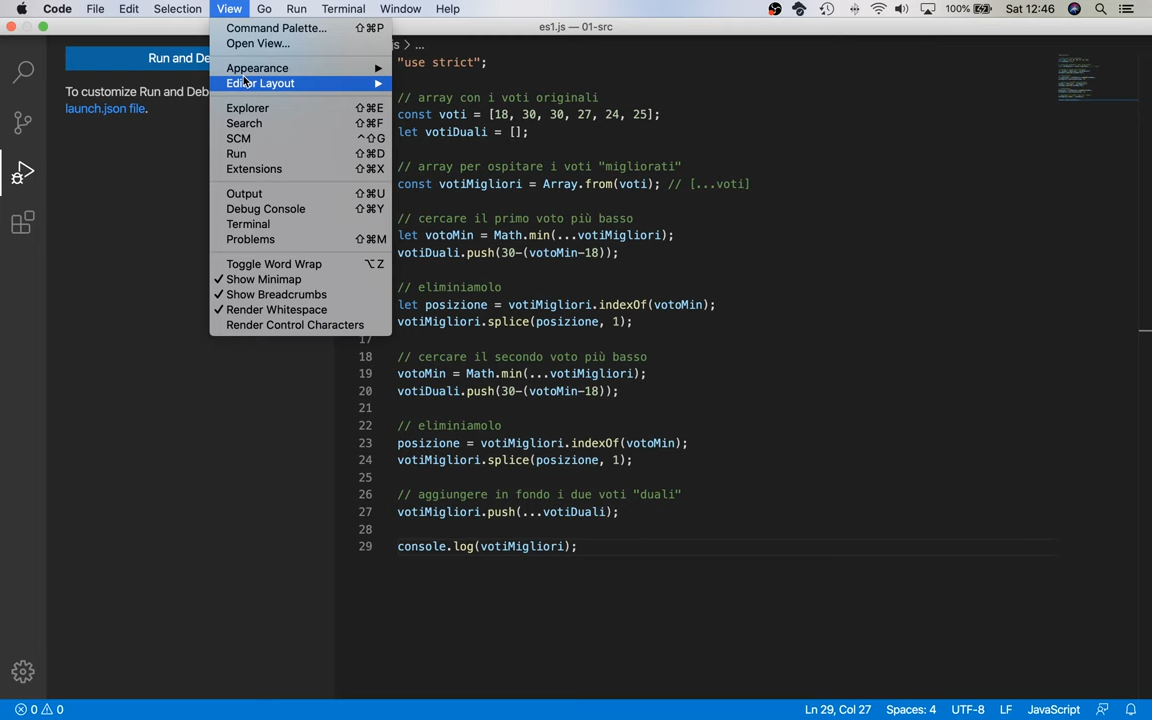 Code File Edit Selection View Go Run Terminal Window Help 100% Sat 12:46
es1.js — 01-src
Command Palette... ⇧⌘P
Open View...
Appearance
Editor Layout
Explorer ⇧⌘E
Search ⇧⌘F
SCM ^⇧G
Run ⇧⌘D
Extensions ⇧⌘X
Output ⇧⌘U
Debug Console ⇧⌘Y
Terminal
Problems ⇧⌘M
Toggle Word Wrap ⌥Z
✓ Show Minimap
✓ Show Breadcrumbs
✓ Render Whitespace
Render Control Characters
Run and De
To customize Run and Deb
launch.json file.
js > ...
"use strict";
// array con i voti originali
const voti = [18, 30, 30, 27, 24, 25];
let votiDuali = [];
// array per ospitare i voti "migliorati"
const votiMigliori = Array.from(voti); // [...voti]
// cercare il primo voto più basso
let votoMin = Math.min(...votiMigliori);
votiDuali.push(30-(votoMin-18));
// eliminiamolo
let posizione = votiMigliori.indexOf(votoMin);
votiMigliori.splice(posizione, 1);
17
18 // cercare il secondo voto più basso
19 votoMin = Math.min(...votiMigliori);
20 votiDuali.push(30-(votoMin-18));
21
22 // eliminiamolo
23 posizione = votiMigliori.indexOf(votoMin);
24 votiMigliori.splice(posizione, 1);
25
26 // aggiungere in fondo i due voti "duali"
27 votiMigliori.push(...votiDuali);
28
29 console.log(votiMigliori);
0 0 Ln 29, Col 27 Spaces: 4 UTF-8 LF JavaScript